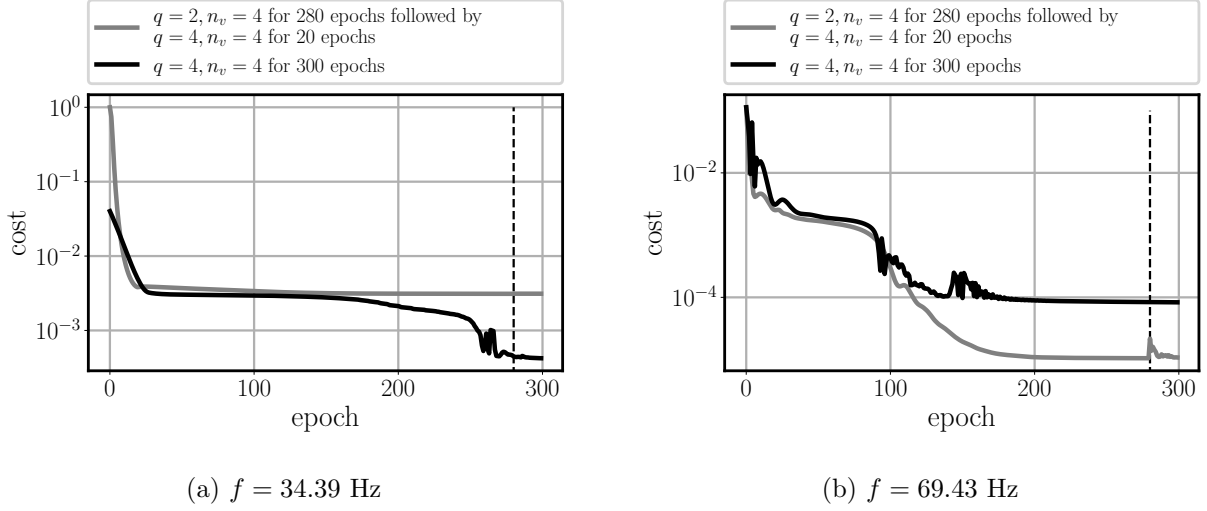 q = 2, n_v = 4 for 280 epochs followed by
q = 4, n_v = 4 for 20 epochs
q = 4, n_v = 4 for 300 epochs
10^0
10^{-1}
10^{-2}
10^{-3}
cost
0 100 200 300
epoch
(a) f = 34.39 Hz
q = 2, n_v = 4 for 280 epochs followed by
q = 4, n_v = 4 for 20 epochs
q = 4, n_v = 4 for 300 epochs
10^{-2}
10^{-4}
cost
0 100 200 300
epoch
(b) f = 69.43 Hz